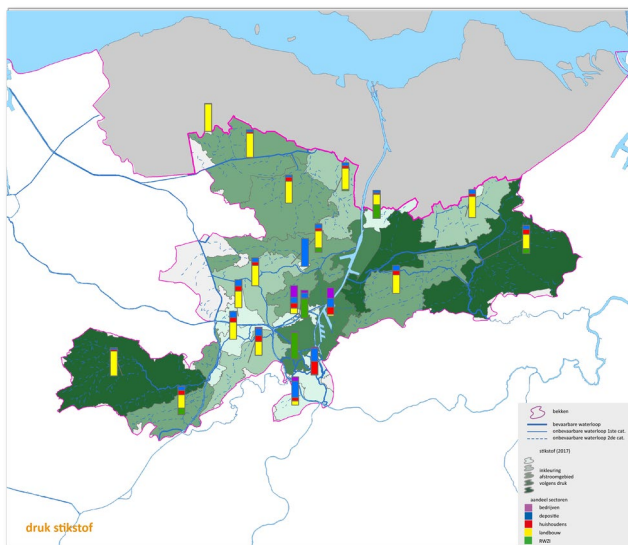 bekken
bevaarbare waterloop
onbevaarbare waterloop 1ste cat.
onbevaarbare waterloop 2de cat.
stikstof (2017)
inkleuring
afstroomgebied
volgens druk
aandeel sectoren
bedrijven
depositie
huishoudens
landbouw
RWZI
druk stikstof